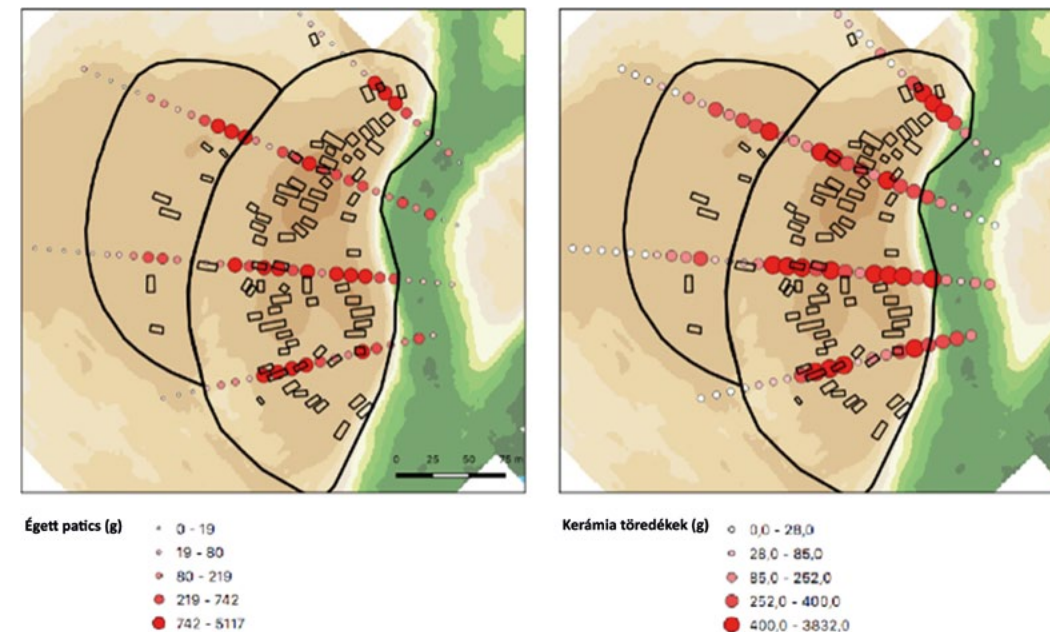 0 25 50 75 m
Égett patics (g)
0 - 19
19 - 80
80 - 219
219 - 742
742 - 5117
Kerámia töredékek (g)
0,0 - 28,0
28,0 - 85,0
85,0 - 252,0
252,0 - 400,0
400,0 - 3832,0